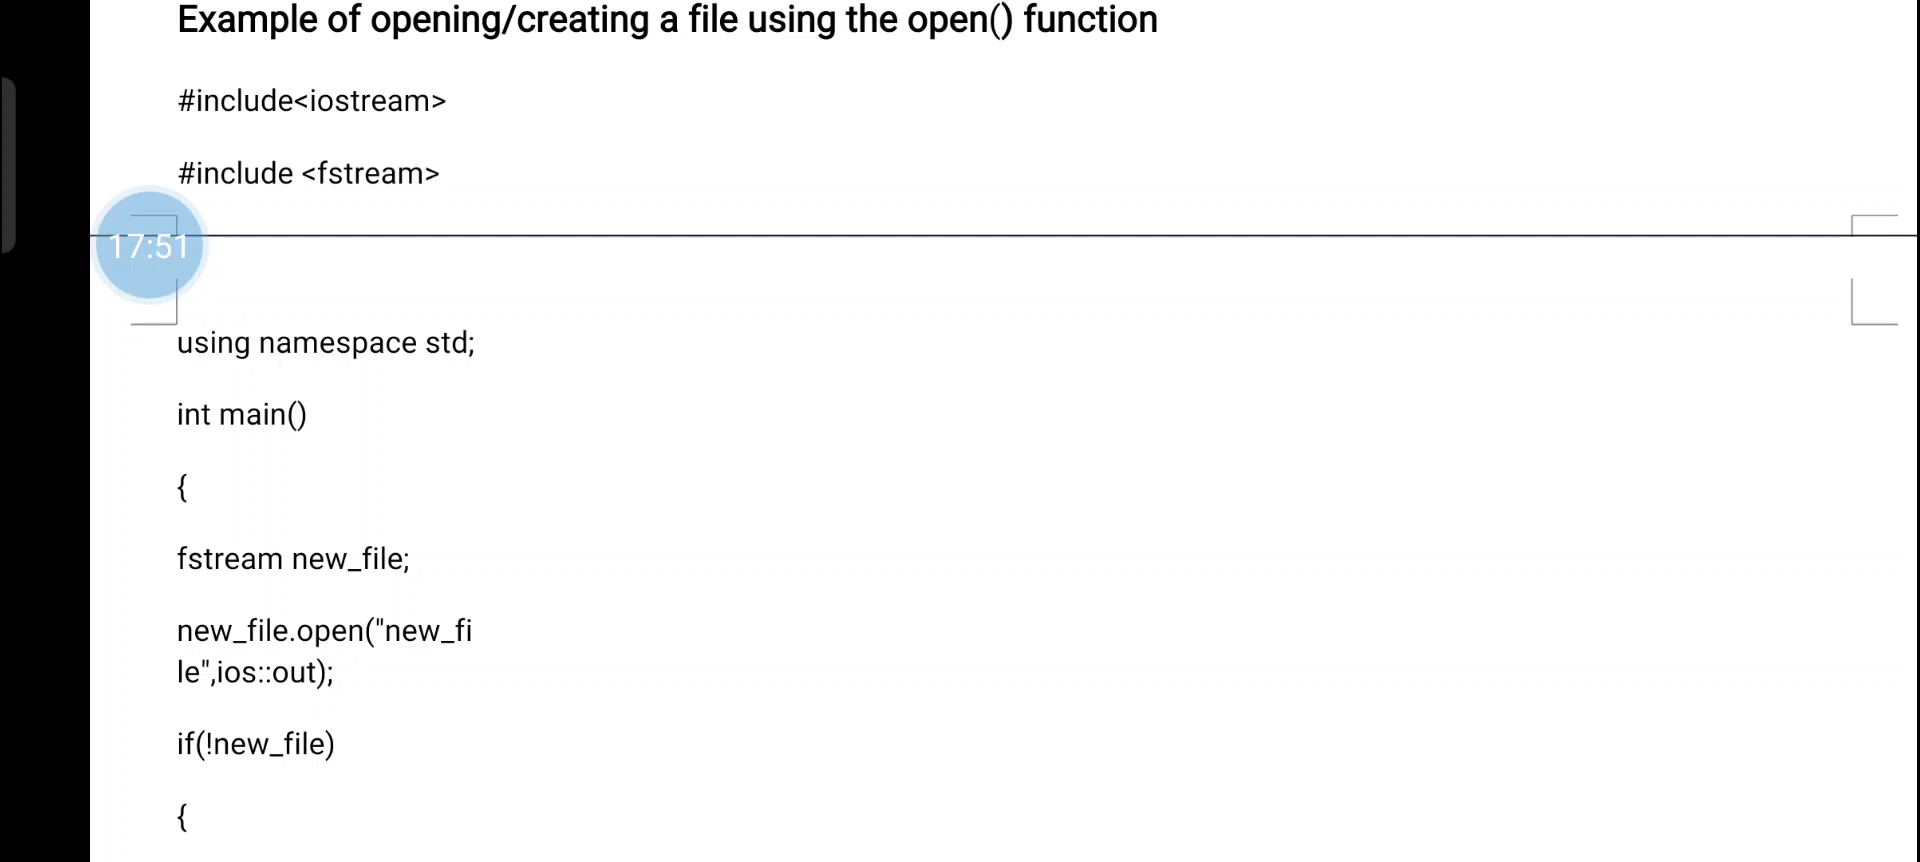 Example of opening/creating a file using the open() function
#include<iostream>
#include <fstream>
17:51
using namespace std;
int main()
{
fstream new_file;
new_file.open("new_fi
le",ios::out);
if(!new_file)
{